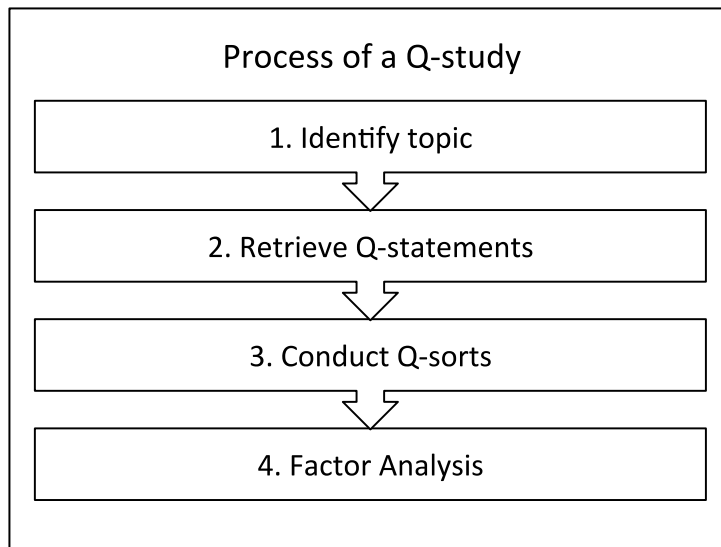 Process of a Q-study
1. Identify topic
2. Retrieve Q-statements
3. Conduct Q-sorts
4. Factor Analysis